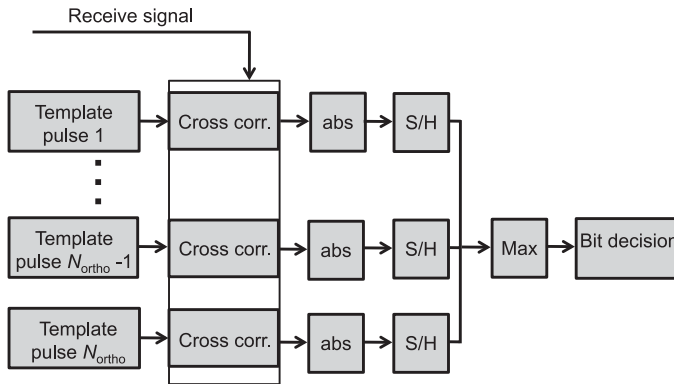 Receive signal
Template
pulse 1
Cross corr.
abs
S/H
Template
pulse Northo -1
Cross corr.
abs
S/H
Max
Bit decision
Template
pulse Northo
Cross corr.
abs
S/H